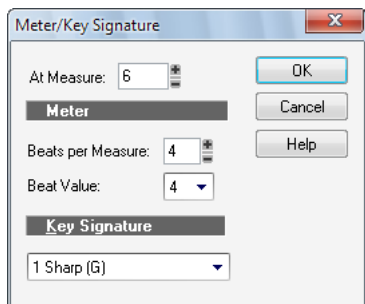 Meter/Key Signature
At Measure: 6
OK
Meter
Cancel
Beats per Measure: 4
Help
Beat Value: 4
Key Signature
1 Sharp (G)